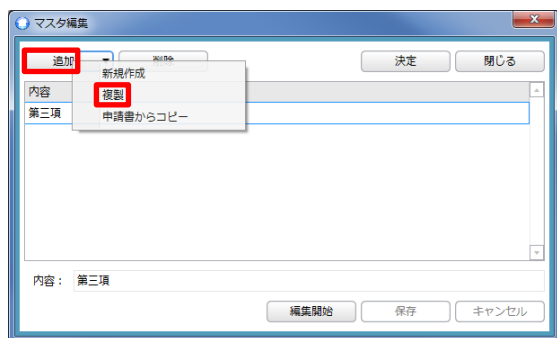 マスタ編集
追加
削除
決定
閉じる
新規作成
内容
複製
第三項
申請書からコピー
内容： 第三項
編集開始
保存
キャンセル